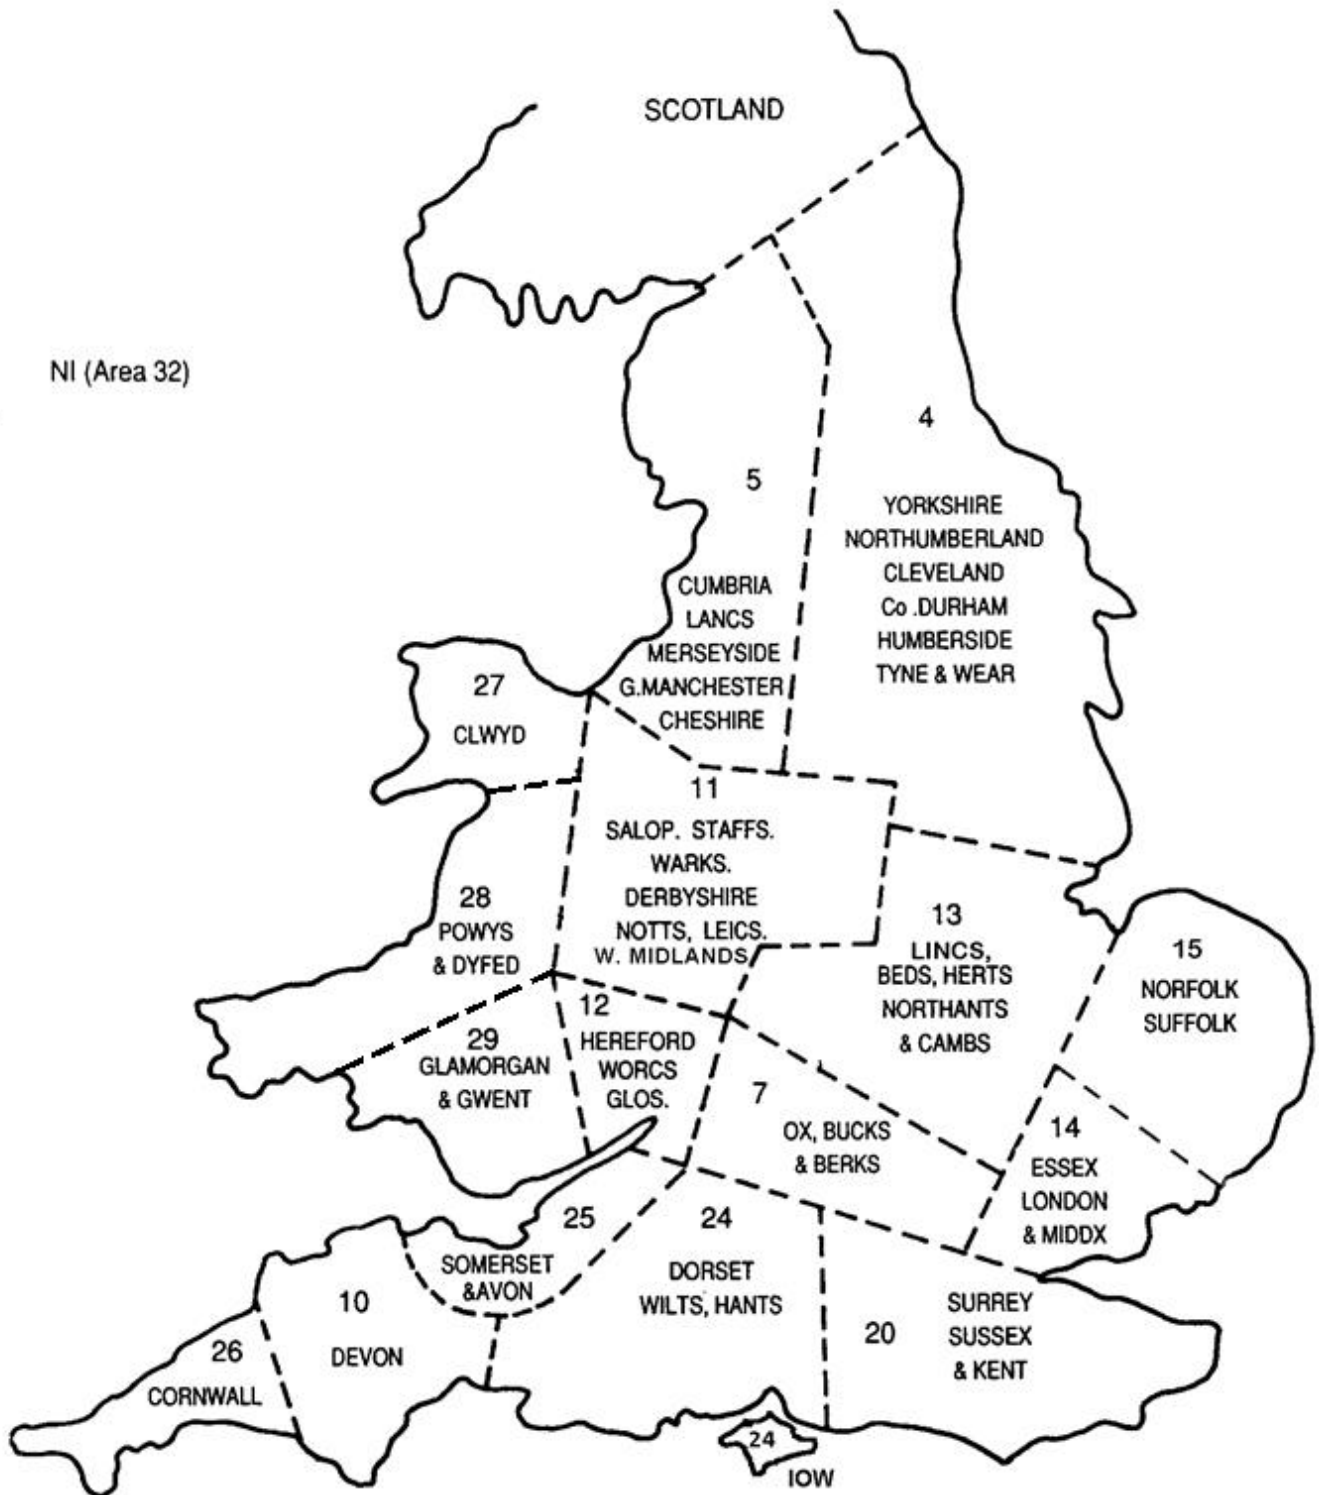 SCOTLAND
NI (Area 32)
4
YORKSHIRE
NORTHUMBERLAND
CLEVELAND
Co .DURHAM
HUMBERSIDE
TYNE & WEAR
5
CUMBRIA
LANCS
MERSEYSIDE
G.MANCHESTER
CHESHIRE
27
CLWYD
11
SALOP. STAFFS.
WARKS.
DERBYSHIRE
NOTTS, LEICS.
W. MIDLANDS
28
POWYS
& DYFED
13
LINCS,
BEDS, HERTS
NORTHANTS
& CAMBS
15
NORFOLK
SUFFOLK
12
HEREFORD
WORCS
GLOS.
29
GLAMORGAN
& GWENT
7
OX, BUCKS
& BERKS
14
ESSEX
LONDON
& MIDDX
25
SOMERSET
&AVON
24
DORSET
WILTS, HANTS
10
DEVON
20
SURREY
SUSSEX
& KENT
26
CORNWALL
24
IOW